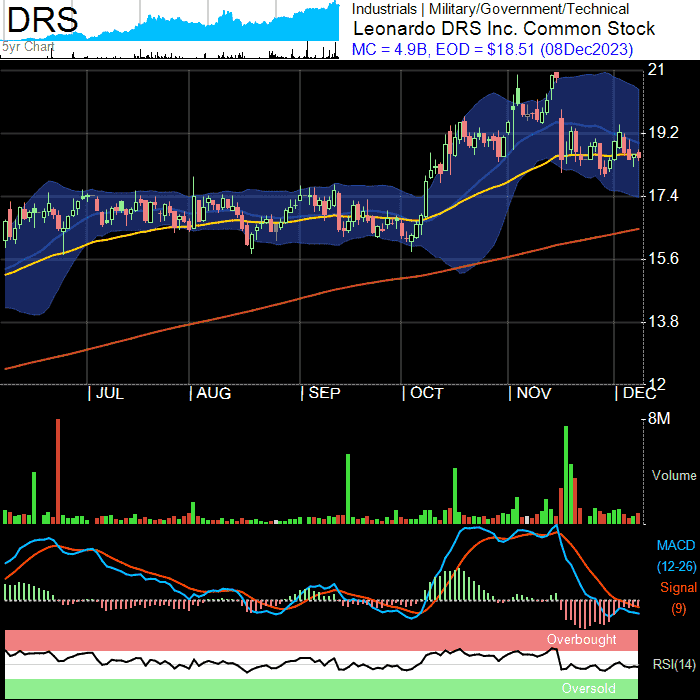 DRS
5yr Chart
Industrials | Military/Government/Technical
Leonardo DRS Inc. Common Stock
MC = 4.9B, EOD = $18.51 (08Dec2023)
21
19.2
17.4
15.6
13.8
12
| JUL | AUG | SEP | OCT | NOV | DEC
8M
Volume
MACD
(12-26)
Signal
(9)
Overbought
RSI(14)
Oversold